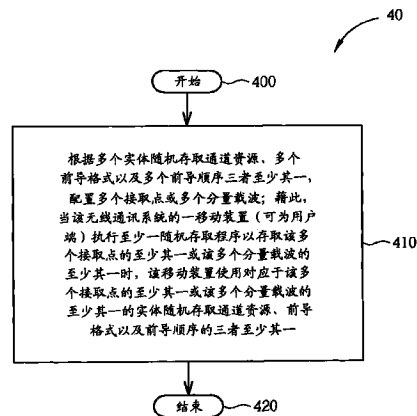 40
开始
400
根据多个实体随机存取通道资源、多个
前导格式以及多个前导顺序三者至少其一，
配置多个接取点或多个分量载波；藉此，
当该无线通讯系统的一移动装置（可为用户
端）执行至少一随机存取程序以存取该多
个接取点的至少其一或该多个分量载波的
至少其一时，该移动装置使用对应于该多
个接取点的至少其一或该多个分量载波的
至少其一的实体随机存取通道资源、前导
格式以及前导顺序的三者至少其一
410
结束
420